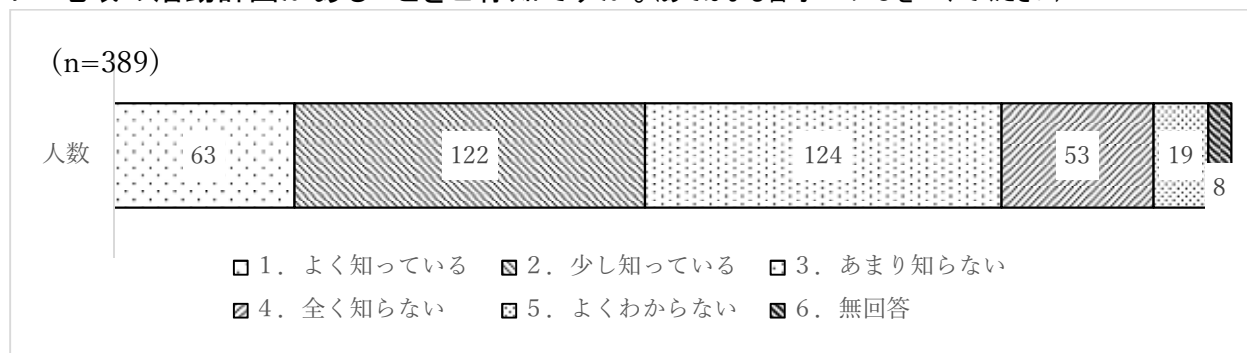 (n=389)
人数
63
122
124
53
19
8
1．よく知っている 2．少し知っている 3．あまり知らない
4．全く知らない 5．よくわからない 6．無回答